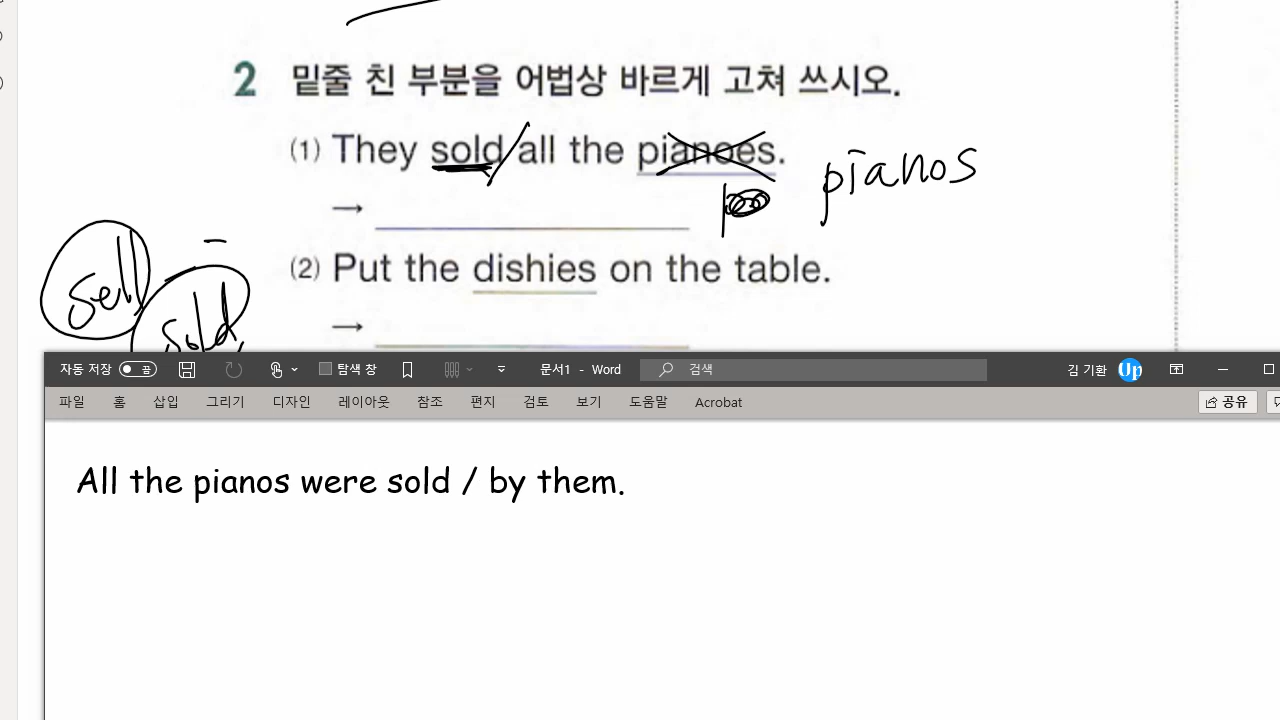 2 밑줄 친 부분을 어법상 바르게 고쳐 쓰시오.
(1) They sold / all the pianoes. pianos
→
(2) Put the dishies on the table.
→
sell
sold
자동 저장 끔 탐색 창 문서1 - Word 검색 김 기환 Up
파일 홈 삽입 그리기 디자인 레이아웃 참조 편지 검토 보기 도움말 Acrobat 공유
All the pianos were sold / by them.